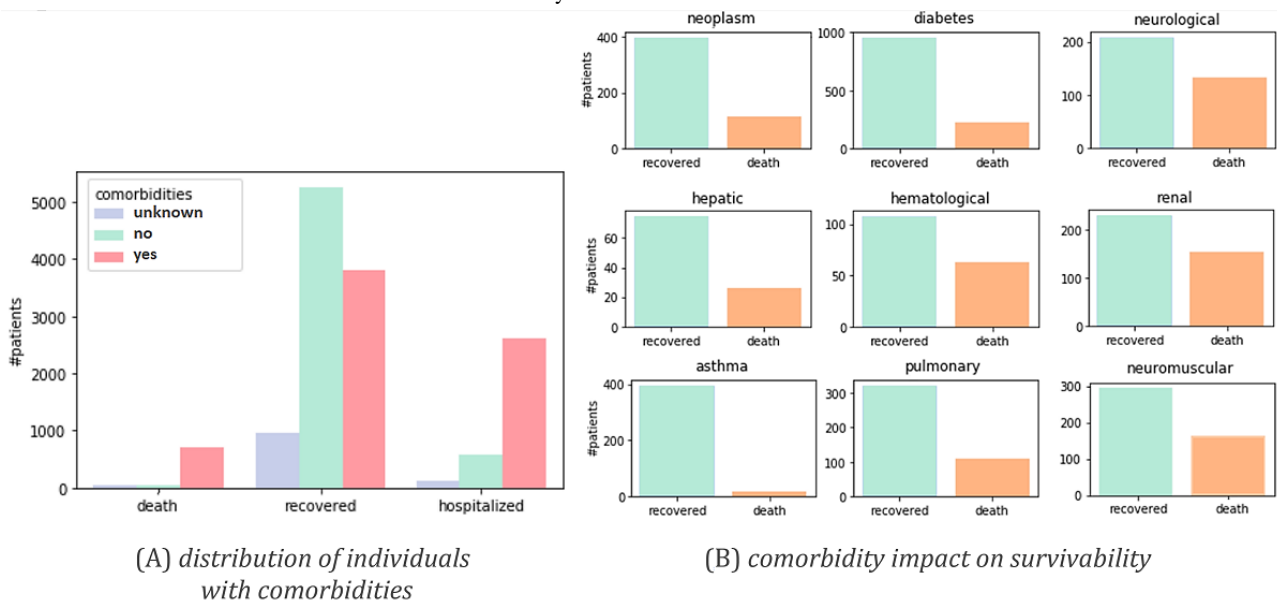 comorbidities
unknown
no
yes
#patients
5000
4000
3000
2000
1000
0
death
recovered
hospitalized
(A) distribution of individuals
with comorbidities
neoplasm
#patients
400
200
0
recovered
death
diabetes
1000
500
0
recovered
death
neurological
200
100
0
recovered
death
hepatic
#patients
60
40
20
0
recovered
death
hematological
100
50
0
recovered
death
renal
200
100
0
recovered
death
asthma
#patients
400
200
0
recovered
death
pulmonary
300
200
100
0
recovered
death
neuromuscular
300
200
100
0
recovered
death
(B) comorbidity impact on survivability